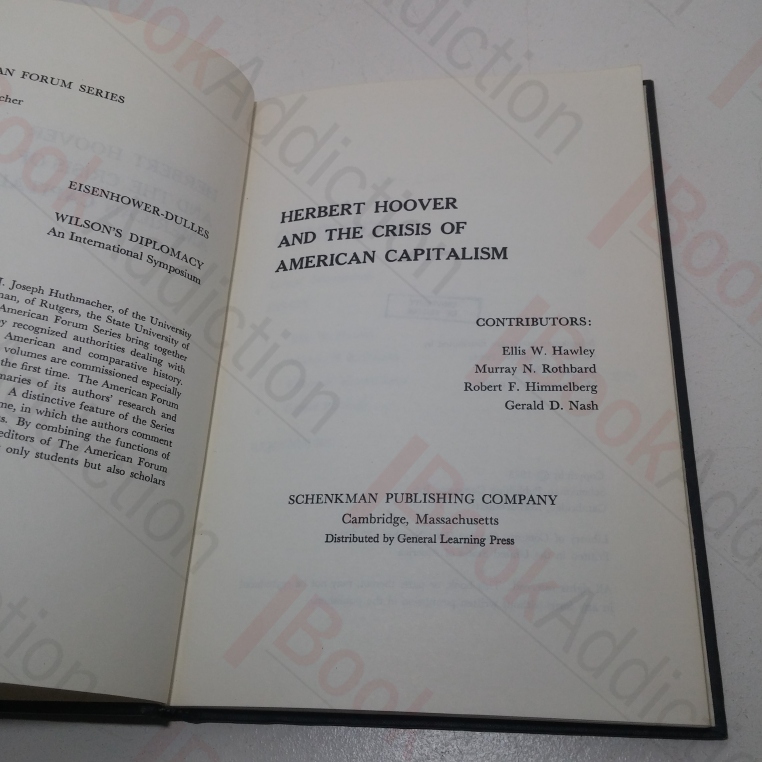 AN FORUM SERIES
cher
EISENHOWER-DULLES
WILSON'S DIPLOMACY
An International Symposium
J. Joseph Huthmacher, of the University
man, of Rutgers, the State University of
American Forum Series bring together
y recognized authorities dealing with
American and comparative history.
volumes are commissioned especially
the first time. The American Forum
maries of its authors' research and
A distinctive feature of the Series
me, in which the authors comment
s. By combining the functions of
editors of The American Forum
only students but also scholars
HERBERT HOOVER
AND THE CRISIS OF
AMERICAN CAPITALISM
CONTRIBUTORS:
Ellis W. Hawley
Murray N. Rothbard
Robert F. Himmelberg
Gerald D. Nash
SCHENKMAN PUBLISHING COMPANY
Cambridge, Massachusetts
Distributed by General Learning Press
BookAddiction